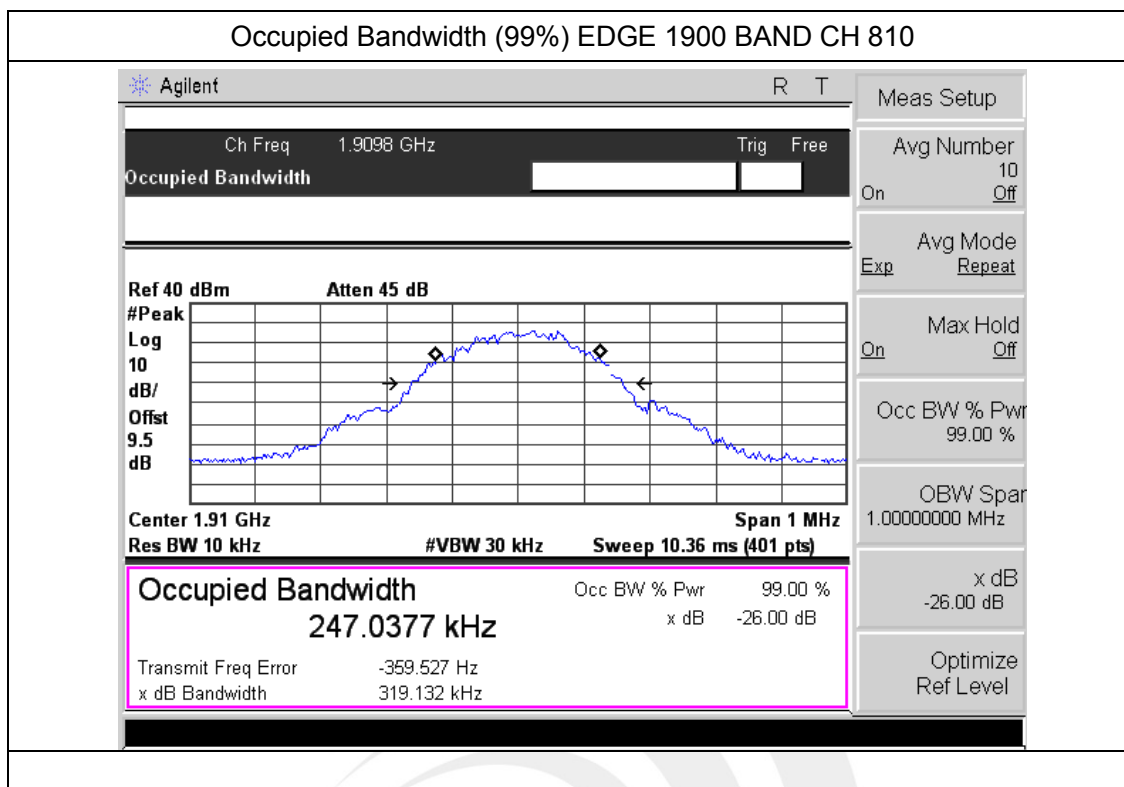 Occupied Bandwidth (99%) EDGE 1900 BAND CH 810
Agilent R T
Ch Freq 1.9098 GHz Trig Free
Occupied Bandwidth
Ref 40 dBm Atten 45 dB
#Peak
Log
10
dB/
Offst
9.5
dB
Center 1.91 GHz Span 1 MHz
Res BW 10 kHz #VBW 30 kHz Sweep 10.36 ms (401 pts)
Occupied Bandwidth
247.0377 kHz
Occ BW % Pwr 99.00 %
x dB -26.00 dB
Transmit Freq Error -359.527 Hz
x dB Bandwidth 319.132 kHz
Meas Setup
Avg Number
10
On Off
Avg Mode
Exp Repeat
Max Hold
On Off
Occ BW % Pwr
99.00 %
OBW Span
1.00000000 MHz
x dB
-26.00 dB
Optimize
Ref Level